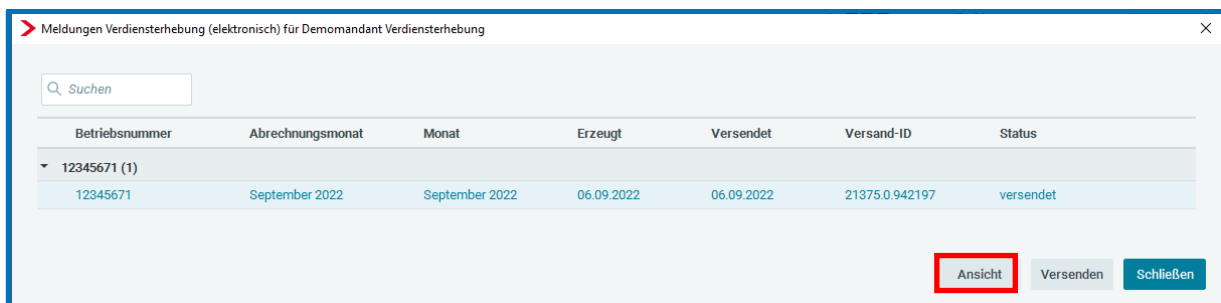 Meldungen Verdiensterhebung (elektronisch) für Demomandant Verdiensterhebung
Suchen
Betriebsnummer Abrechnungsmonat Monat Erzeugt Versendet Versand-ID Status
12345671 (1)
12345671 September 2022 September 2022 06.09.2022 06.09.2022 21375.0.942197 versendet
Ansicht Versenden Schließen